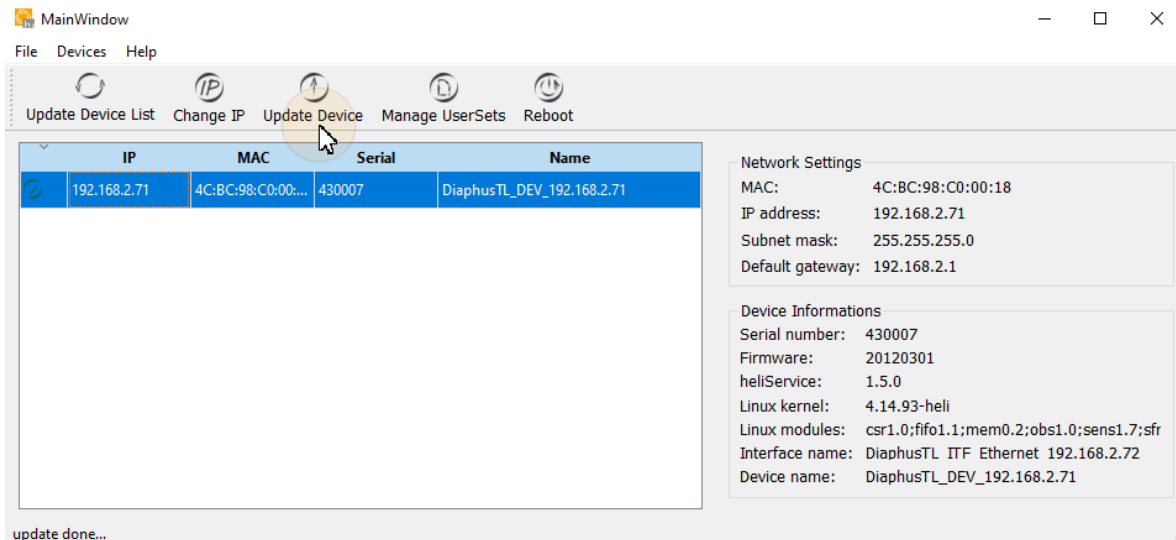 MainWindow
File Devices Help
Update Device List Change IP Update Device Manage UserSets Reboot
IP MAC Serial Name
192.168.2.71 4C:BC:98:C0:00:... 430007 DiaphusTL_DEV_192.168.2.71
Network Settings
MAC: 4C:BC:98:C0:00:18
IP address: 192.168.2.71
Subnet mask: 255.255.255.0
Default gateway: 192.168.2.1
Device Informations
Serial number: 430007
Firmware: 20120301
heliService: 1.5.0
Linux kernel: 4.14.93-heli
Linux modules: csr1.0;fifo1.1;mem0.2;obs1.0;sens1.7;sfr
Interface name: DiaphusTL ITF Ethernet 192.168.2.72
Device name: DiaphusTL_DEV_192.168.2.71
update done...